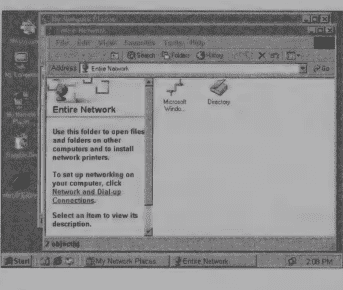 My Network Places
Entire Network
File Edit View Favorites Tools Help
Search Folders History
Address Entire Network Go
Entire Network
Use this folder to open files
and folders on other
computers and to install
network printers.
To set up networking on
your computer, click
Network and Dial-up
Connections.
Select an item to view its
description.
Microsoft
Windo...
Directory
2 object(s)
Start My Network Places Entire Network 2:08 PM